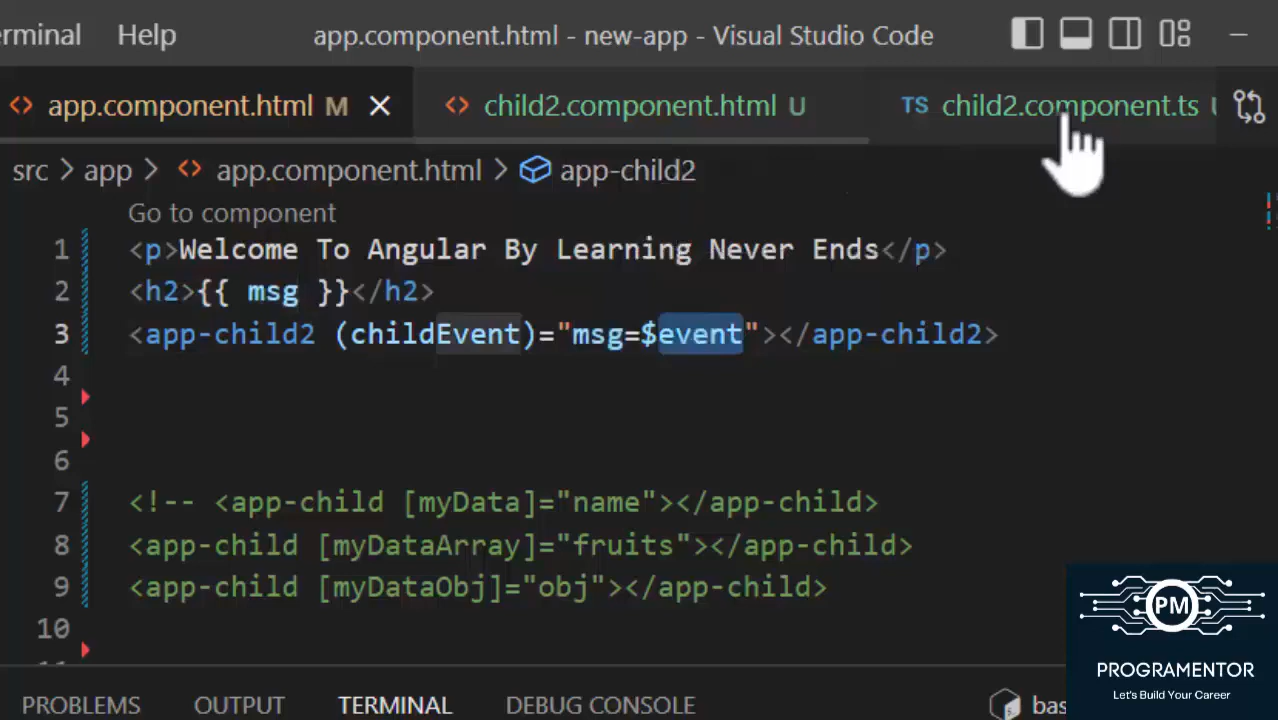 Help
app.component.html - new-app - Visual Studio Code
app.component.html M
child2.component.html U
TS child2.component.ts
src > app > app.component.html > app-child2
Go to component
1 <p>Welcome To Angular By Learning Never Ends</p>
2 <h2>{{ msg }}</h2>
3 <app-child2 (childEvent)="msg=$event"></app-child2>
4
5
6
7 <!-- <app-child [myData]="name"></app-child>
8 <app-child [myDataArray]="fruits"></app-child>
9 <app-child [myDataObj]="obj"></app-child>
10
PROBLEMS OUTPUT TERMINAL DEBUG CONSOLE
PM
PROGRAMENTOR
Let's Build Your Career